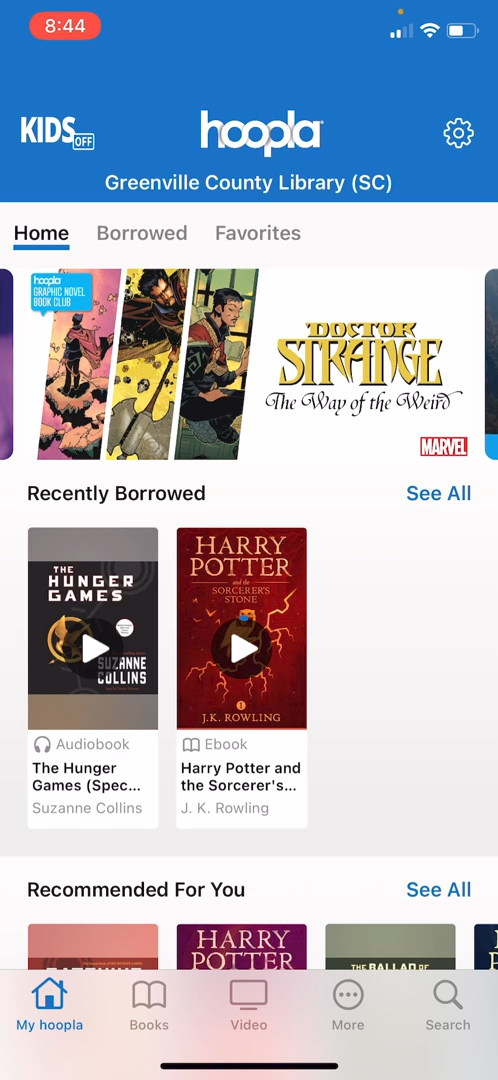 8:44
KIDS OFF
hoopla
Greenville County Library (SC)
Home Borrowed Favorites
hoopla
GRAPHIC NOVEL
BOOK CLUB
DOCTOR
STRANGE
The Way of the Weird
MARVEL
Recently Borrowed See All
THE
HUNGER
GAMES
SUZANNE
COLLINS
HARRY
POTTER
and the
SORCERER'S
STONE
1
J.K. ROWLING
Audiobook
The Hunger
Games (Spec...
Suzanne Collins
Ebook
Harry Potter and
the Sorcerer's...
J. K. Rowling
Recommended For You See All
HARRY
POTTER
THE BALLAD OF
My hoopla Books Video More Search